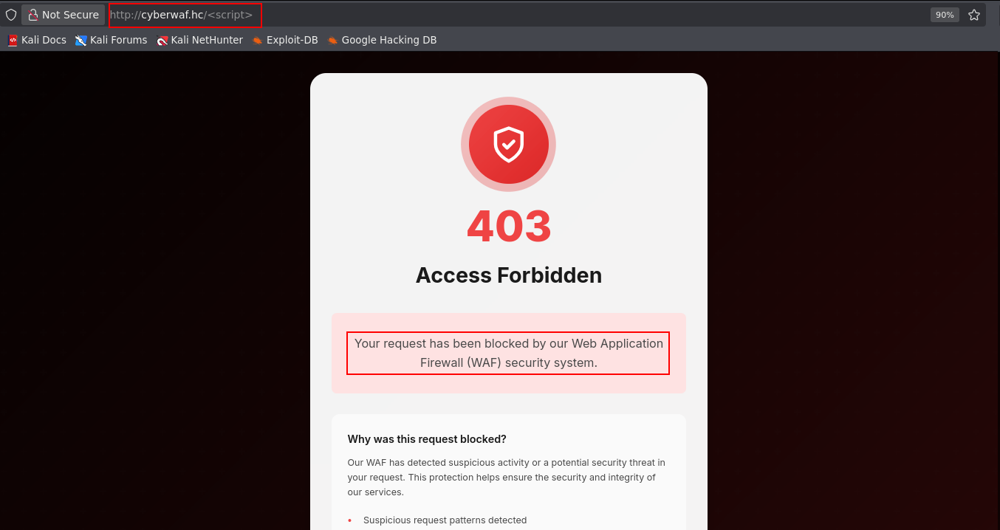 Not Secure http://cyberwaf.hc/<script> 90%
Kali Docs Kali Forums Kali NetHunter Exploit-DB Google Hacking DB
403
Access Forbidden
Your request has been blocked by our Web Application
Firewall (WAF) security system.
Why was this request blocked?
Our WAF has detected suspicious activity or a potential security threat in
your request. This protection helps ensure the security and integrity of
our services.
• Suspicious request patterns detected